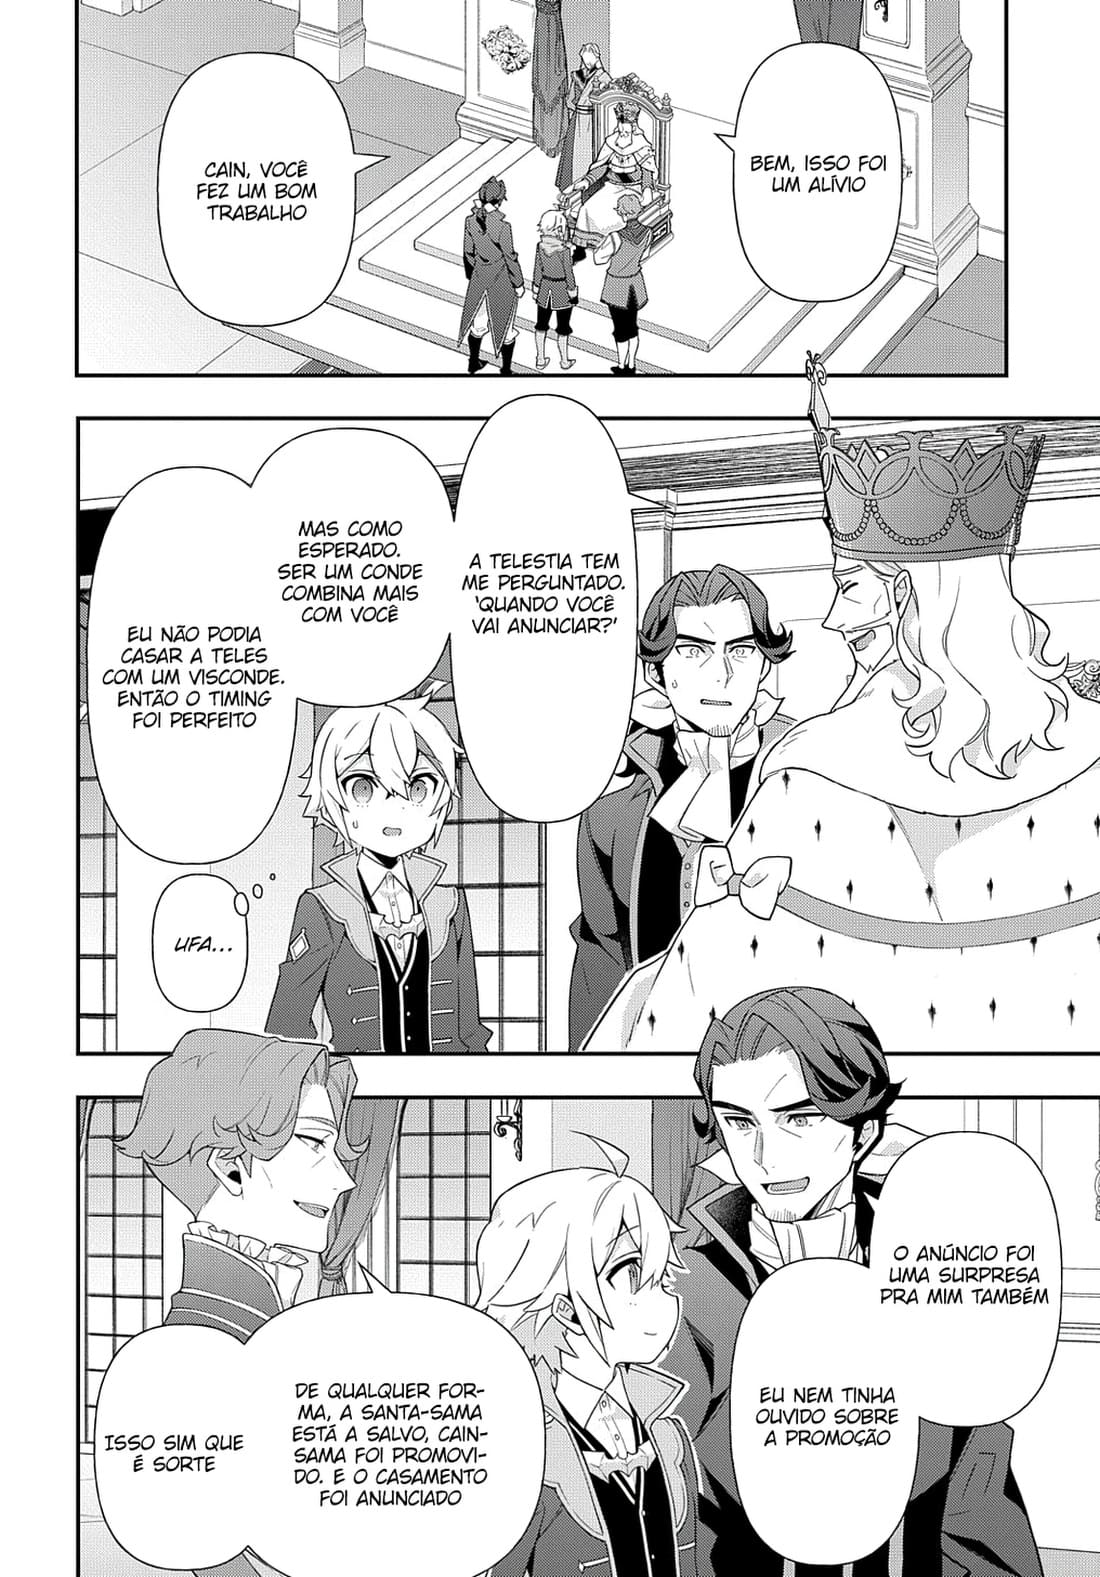 BEM, ISSO FOI
UM ALÍVIO
CAIN, VOCÊ
FEZ UM BOM
TRABALHO
A TELESTIA TEM
ME PERGUNTADO.
'QUANDO VOCÊ
VAI ANUNCIAR?'
MAS COMO
ESPERADO.
SER UM CONDE
COMBINA MAIS
COM VOCÊ
EU NÃO PODIA
CASAR A TELES
COM UM VISCONDE.
ENTÃO O TIMING
FOI PERFEITO
UFA...
O ANÚNCIO FOI
UMA SURPRESA
PRA MIM TAMBÉM
EU NEM TINHA
OUVIDO SOBRE
A PROMOÇÃO
DE QUALQUER FOR-
MA, A SANTA-SAMA
ESTÁ A SALVO, CAIN-
SAMA FOI PROMOVI-
DO. E O CASAMENTO
FOI ANUNCIADO
ISSO SIM QUE
É SORTE